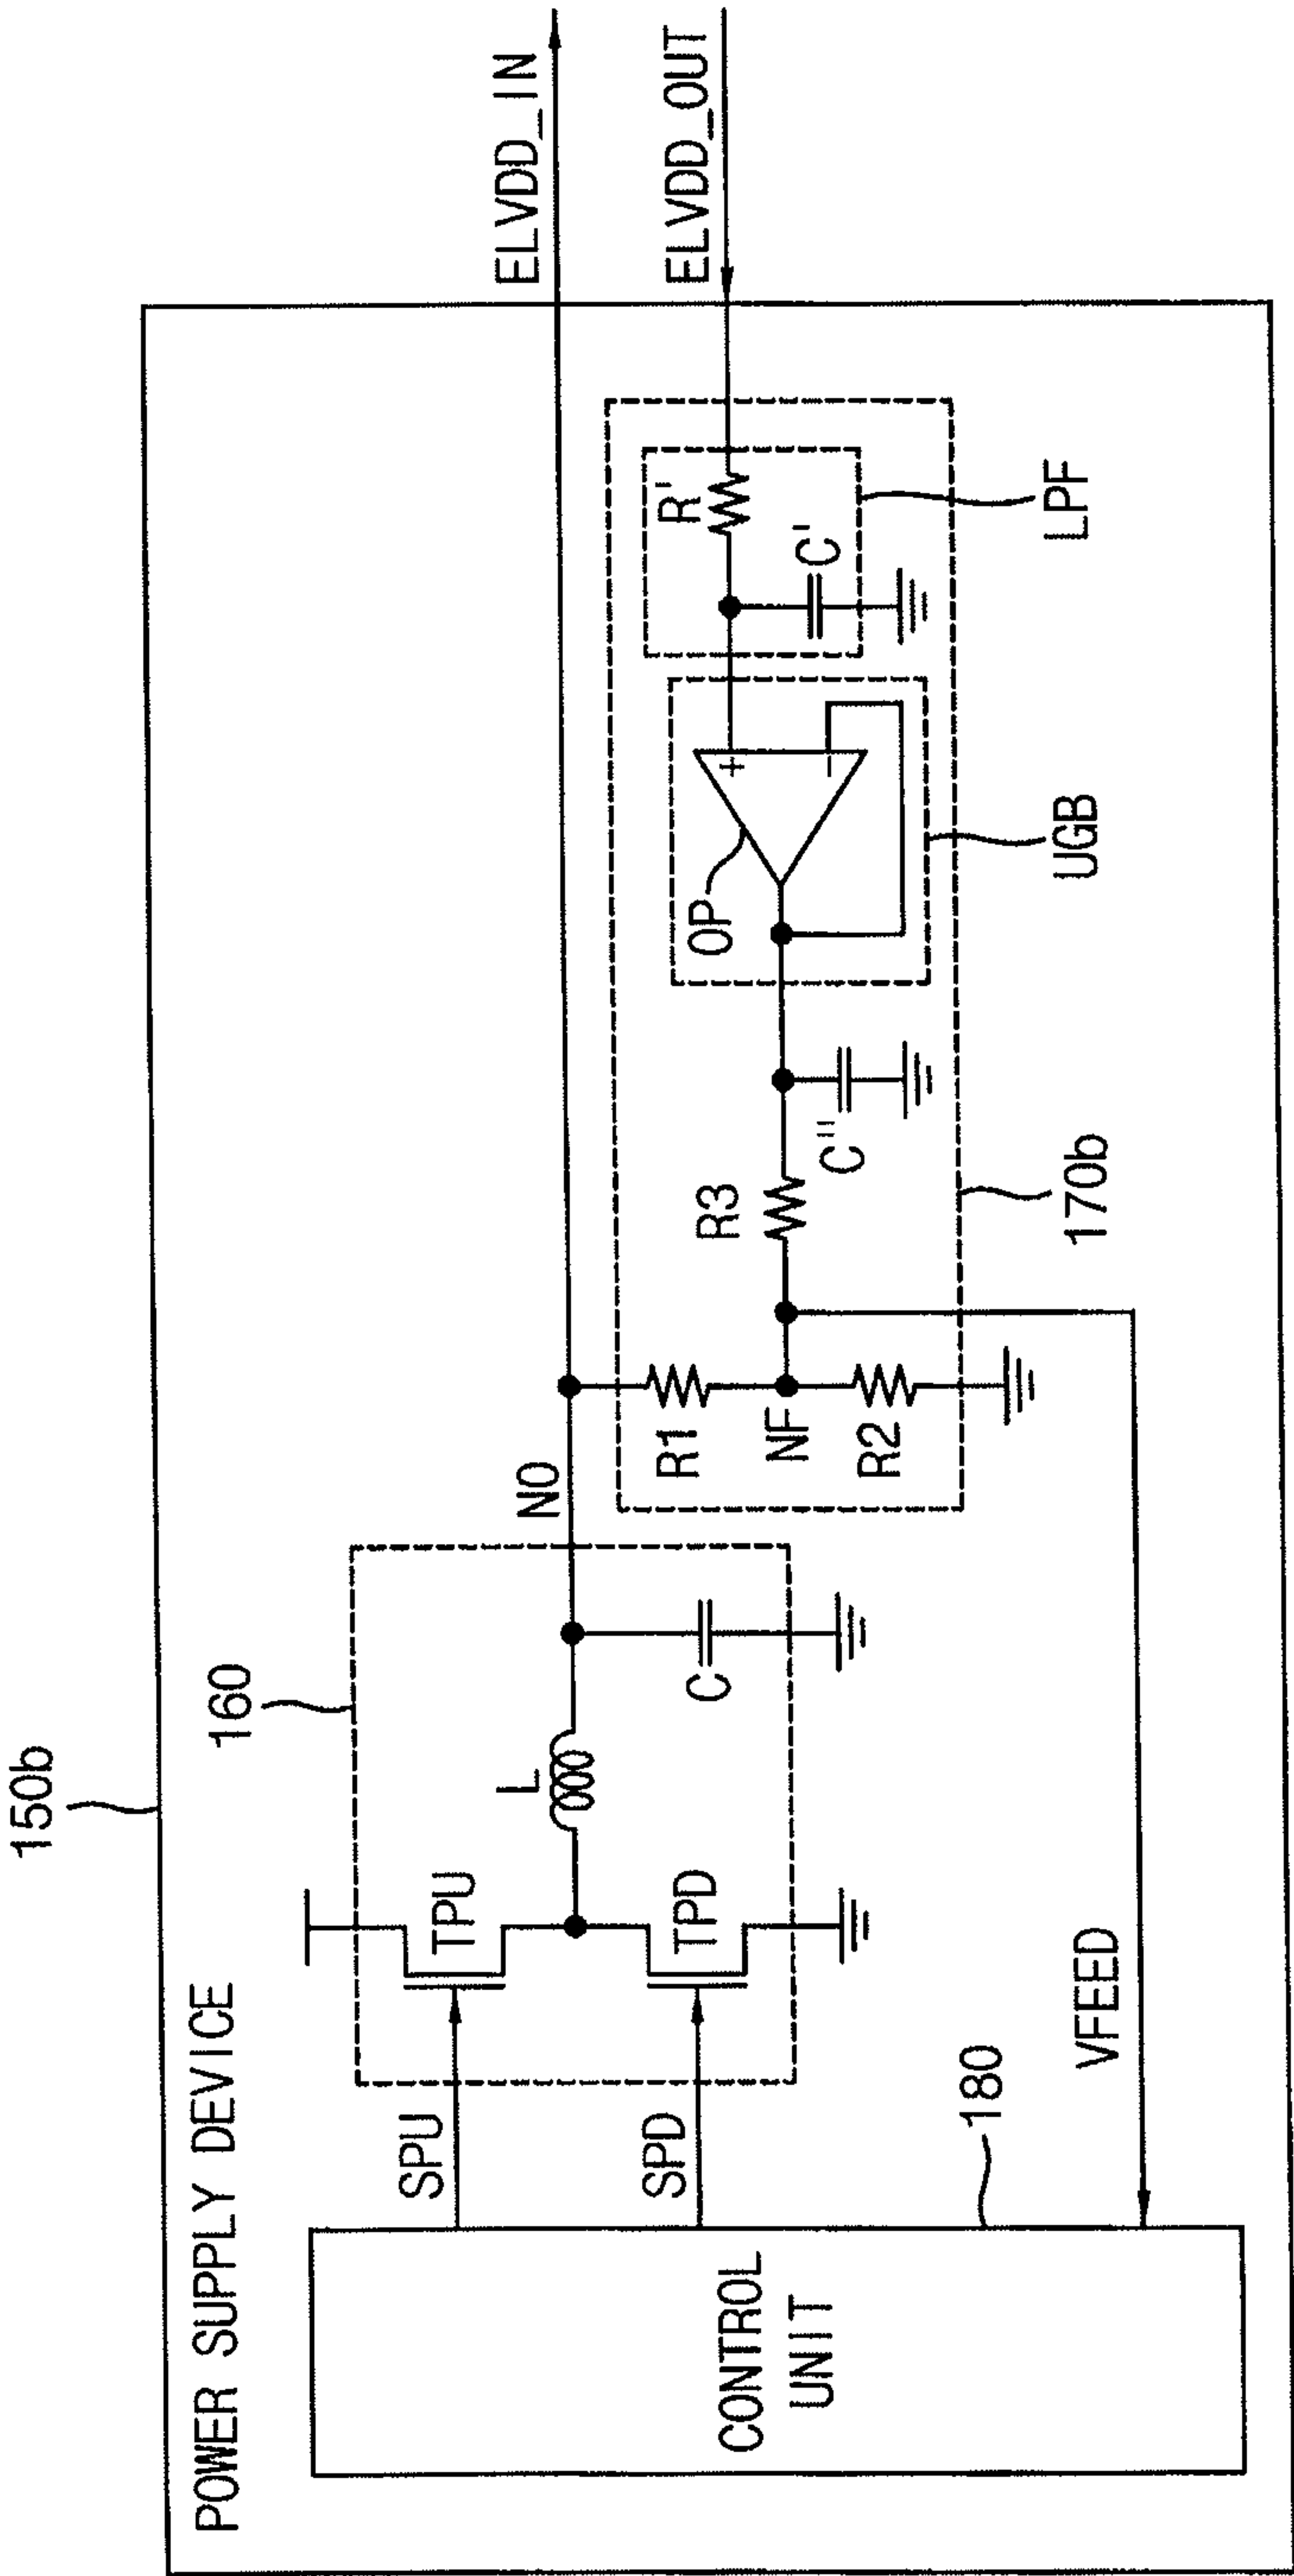 150b
POWER SUPPLY DEVICE
160
ELVDD_IN
ELVDD_OUT
SPU
TPU
L
NO
SPD
TPD
C
R1
NF
R2
R3
C"
OP
+
-
R'
C'
CONTROL
UNIT
180
VFEED
170b
UGB
LPF